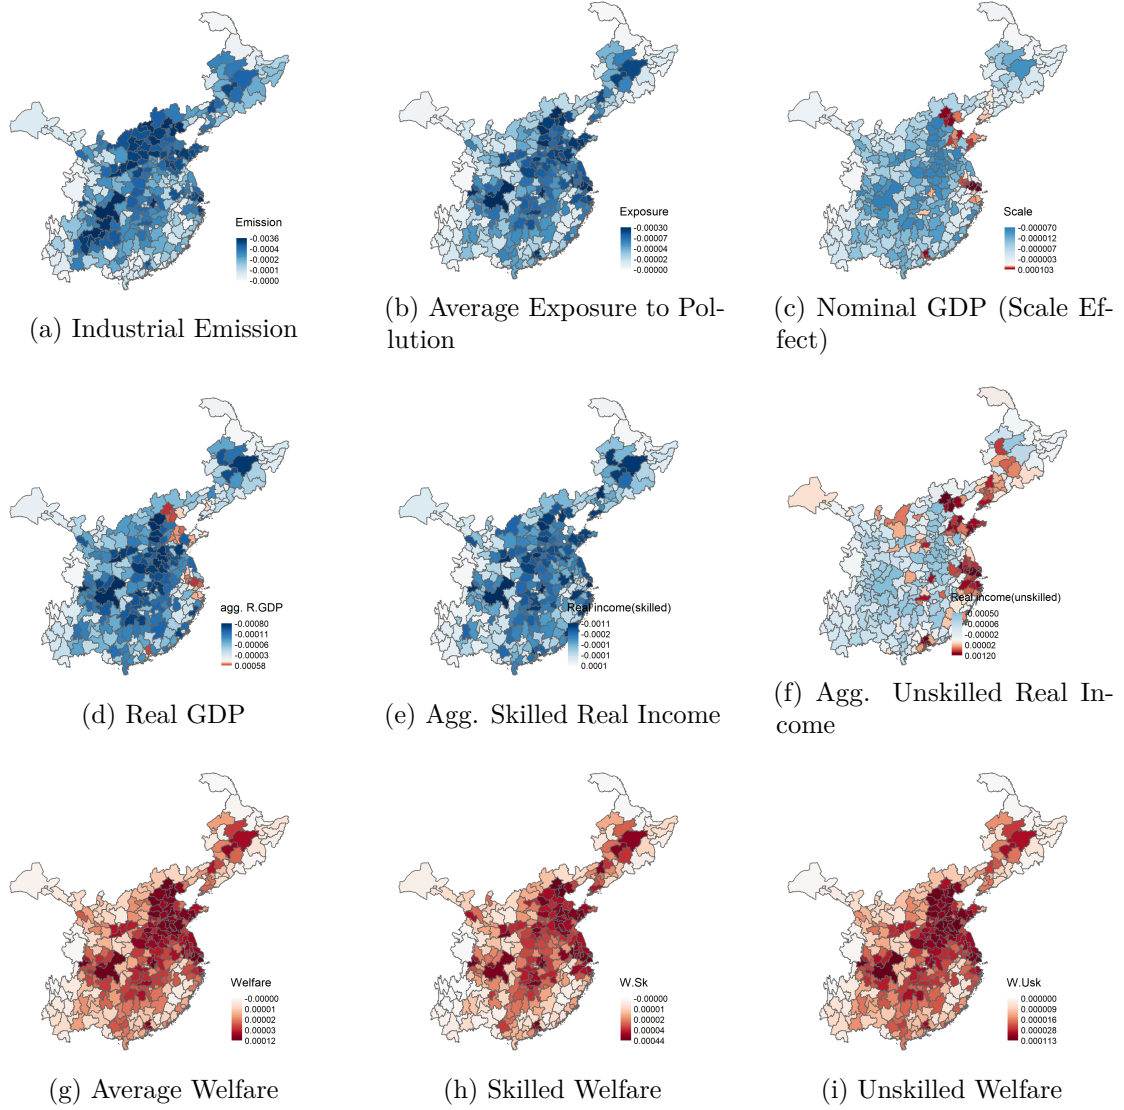 Emission
-0.0036
-0.0004
-0.0002
-0.0001
-0.0000
(a) Industrial Emission
Exposure
-0.00030
-0.00007
-0.00004
-0.00002
-0.00000
(b) Average Exposure to Pol-
lution
Scale
-0.000070
-0.000012
-0.000007
-0.000003
0.000103
(c) Nominal GDP (Scale Ef-
fect)
agg. R.GDP
-0.00080
-0.00011
-0.00006
-0.00003
0.00058
(d) Real GDP
Real income(skilled)
-0.0011
-0.0002
-0.0001
-0.0001
0.0001
(e) Agg. Skilled Real Income
Real income(unskilled)
-0.00050
-0.00006
-0.00002
0.00002
0.00120
(f) Agg. Unskilled Real In-
come
Welfare
-0.00000
0.00001
0.00002
0.00003
0.00012
(g) Average Welfare
W.Sk
-0.00000
0.00001
0.00002
0.00004
0.00044
(h) Skilled Welfare
W.Usk
0.000000
0.000009
0.000016
0.000028
0.000113
(i) Unskilled Welfare